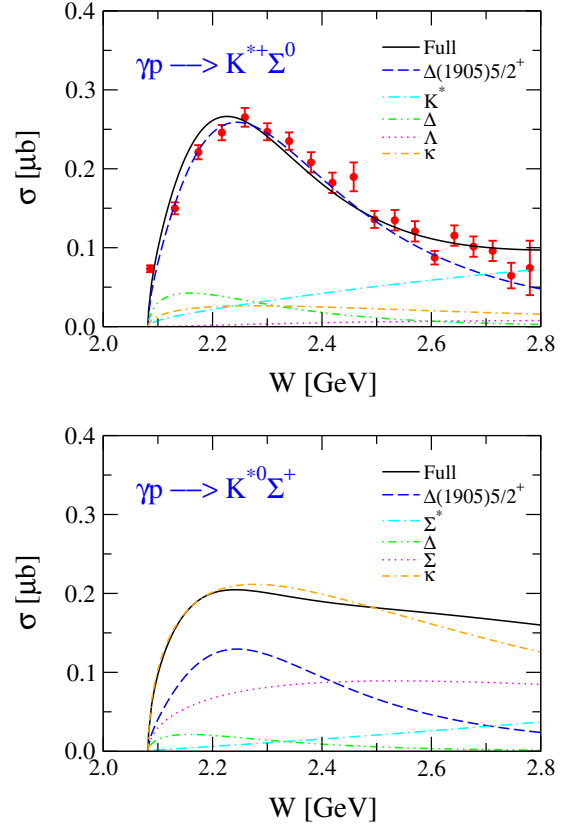 0.4
γp —> K*+Σ0
Full
Δ(1905)5/2+
K*
Δ
Λ
κ
0.3
0.2
0.1
0.0
σ [μb]
2.0 2.2 2.4 2.6 2.8
W [GeV]
0.4
γp —> K*0Σ+
Full
Δ(1905)5/2+
Σ*
Δ
Σ
κ
0.3
0.2
0.1
0.0
σ [μb]
2.0 2.2 2.4 2.6 2.8
W [GeV]